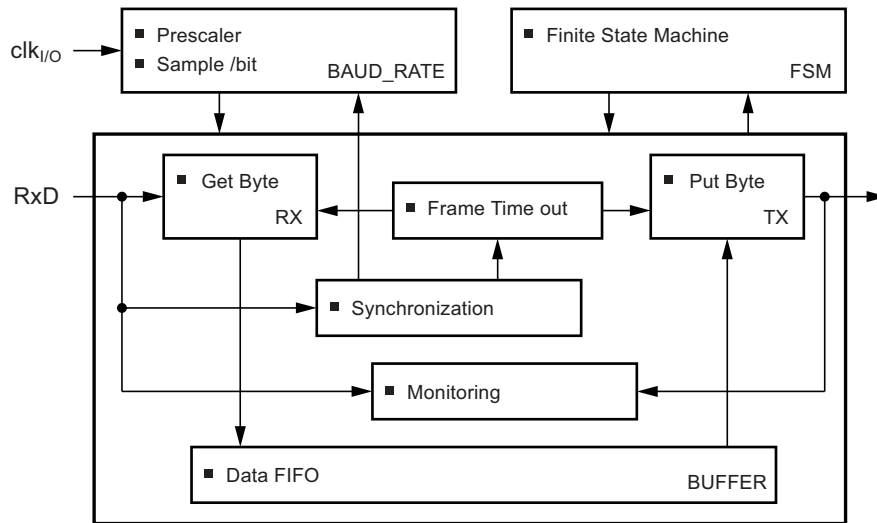 ■ Prescaler
■ Sample /bit
BAUD_RATE
clkI/O
■ Finite State Machine
FSM
RxD
■ Get Byte
RX
■ Frame Time out
■ Put Byte
TX
■ Synchronization
■ Monitoring
■ Data FIFO
BUFFER